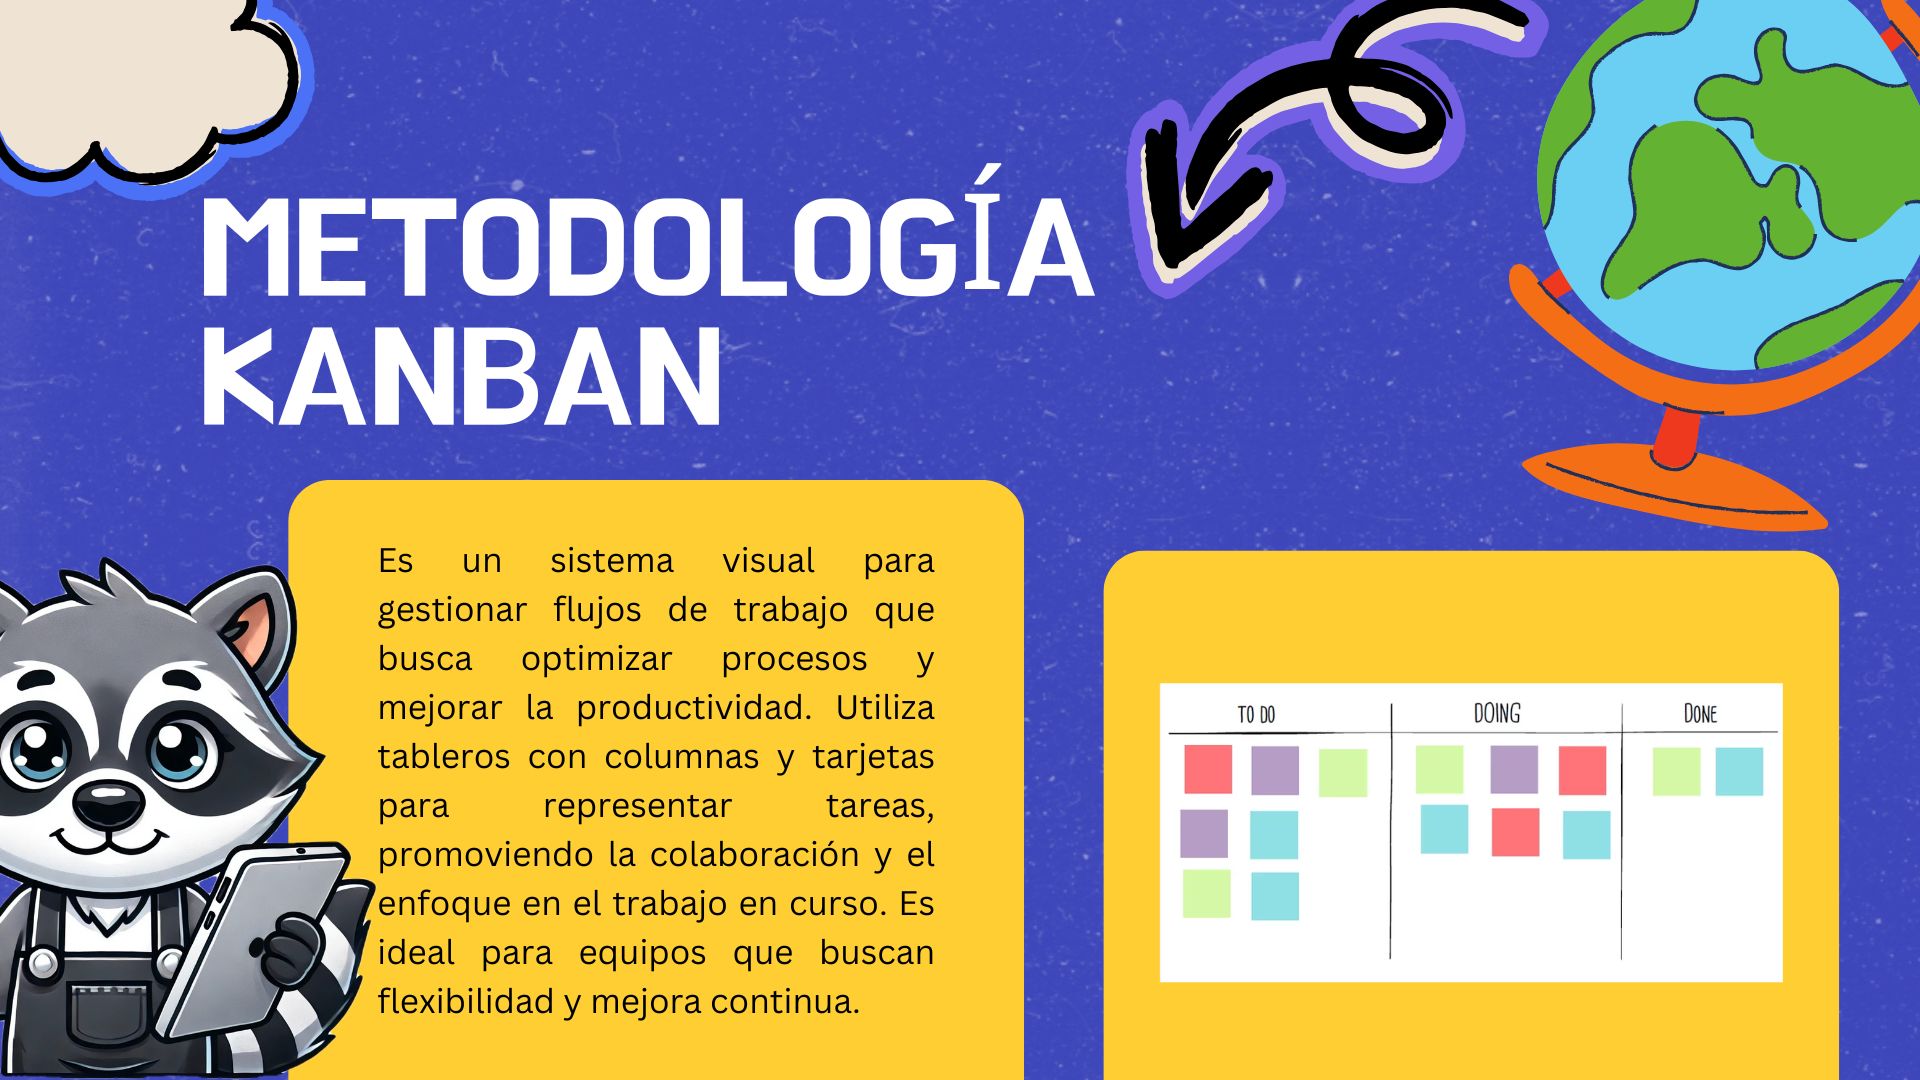 METODOLOGÍA
KANBAN
Es un sistema visual para
gestionar flujos de trabajo que
busca optimizar procesos y
mejorar la productividad. Utiliza
tableros con columnas y tarjetas
para representar tareas,
promoviendo la colaboración y el
enfoque en el trabajo en curso. Es
ideal para equipos que buscan
flexibilidad y mejora continua.
TO DO DOING DONE